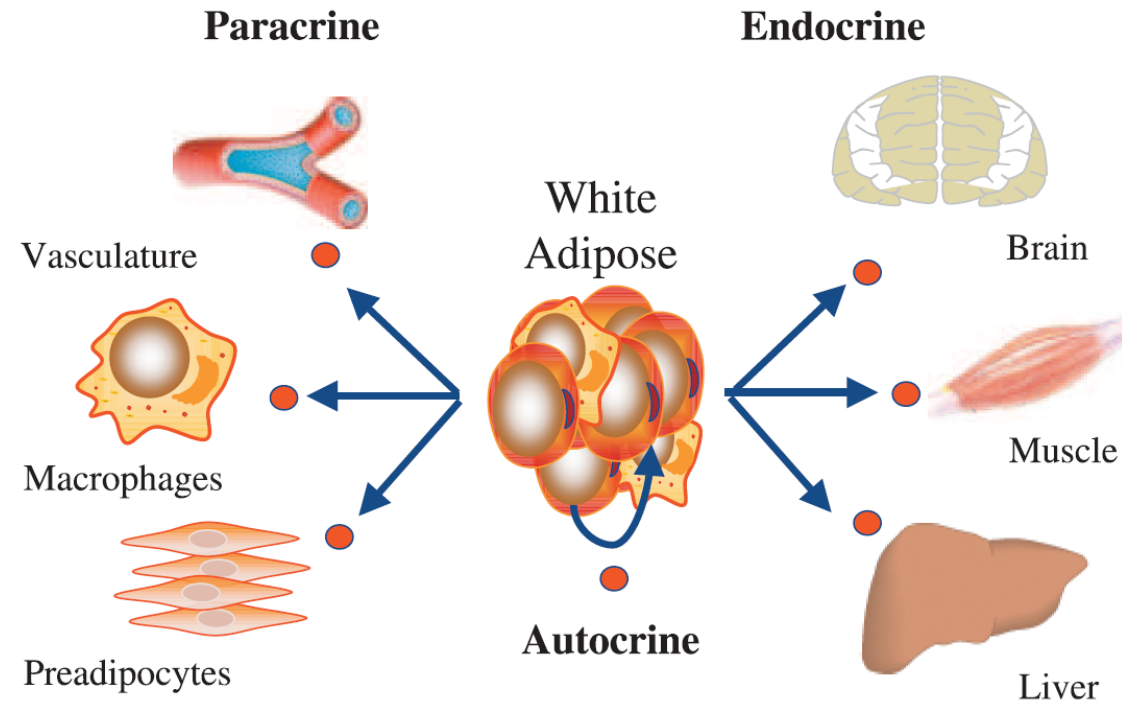 Paracrine
Endocrine
White
Adipose
Vasculature
Brain
Macrophages
Muscle
Preadipocytes
Autocrine
Liver